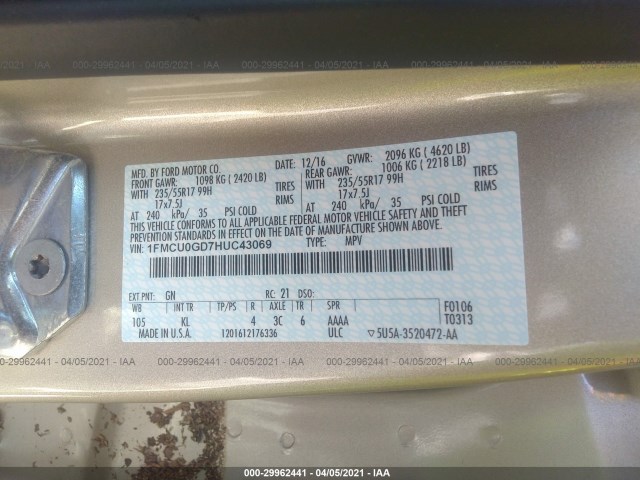 000-29962441 - 04/05/2021 - IAA
MFD. BY FORD MOTOR CO.
DATE: 12/16 GVWR: 2096 KG ( 4620 LB)
FRONT GAWR: 1098 KG ( 2420 LB)
REAR GAWR: 1006 KG ( 2218 LB)
WITH 235/55R17 99H TIRES
WITH 235/55R17 99H TIRES
17x7.5J RIMS
17x7.5J RIMS
AT 240 kPa/ 35 PSI COLD
AT 240 kPa/ 35 PSI COLD
THIS VEHICLE CONFORMS TO ALL APPLICABLE FEDERAL MOTOR VEHICLE SAFETY AND THEFT
PREVENTION STANDARDS IN EFFECT ON THE DATE OF MANUFACTURE SHOWN ABOVE.
VIN: 1FMCU0GD7HUC43069 TYPE: MPV
EXT PNT: GN RC: 21 DSO:
WB INT TR TP/PS R AXLE TR SPR F0106
105 KL 4 3C 6 AAAA T0313
MADE IN U.S.A. 1201612176336 ULC ▽5U5A-3520472-AA
000-29962441 - 04/05/2021 - IAA
000-29962441 - 04/05/2021 - IAA